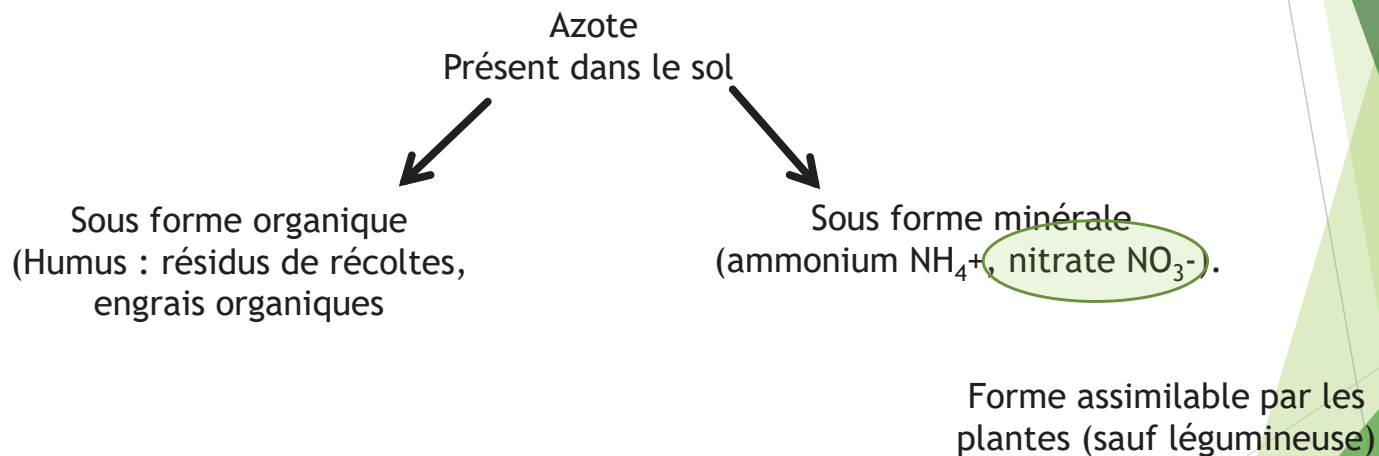 Azote
Présent dans le sol
Sous forme organique
(Humus : résidus de récoltes,
engrais organiques
Sous forme minérale
(ammonium NH₄+, nitrate NO₃-).
Forme assimilable par les
plantes (sauf légumineuse)